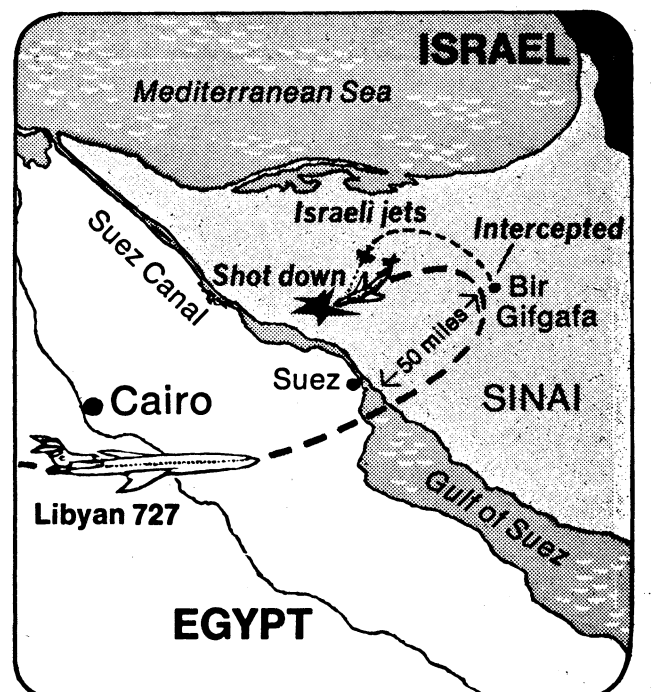 ISRAEL
Mediterranean Sea
Israeli jets
Intercepted
Suez Canal
Shot down
Bir
Gifgafa
50 miles
Suez
SINAI
Cairo
Libyan 727
Gulf of Suez
EGYPT